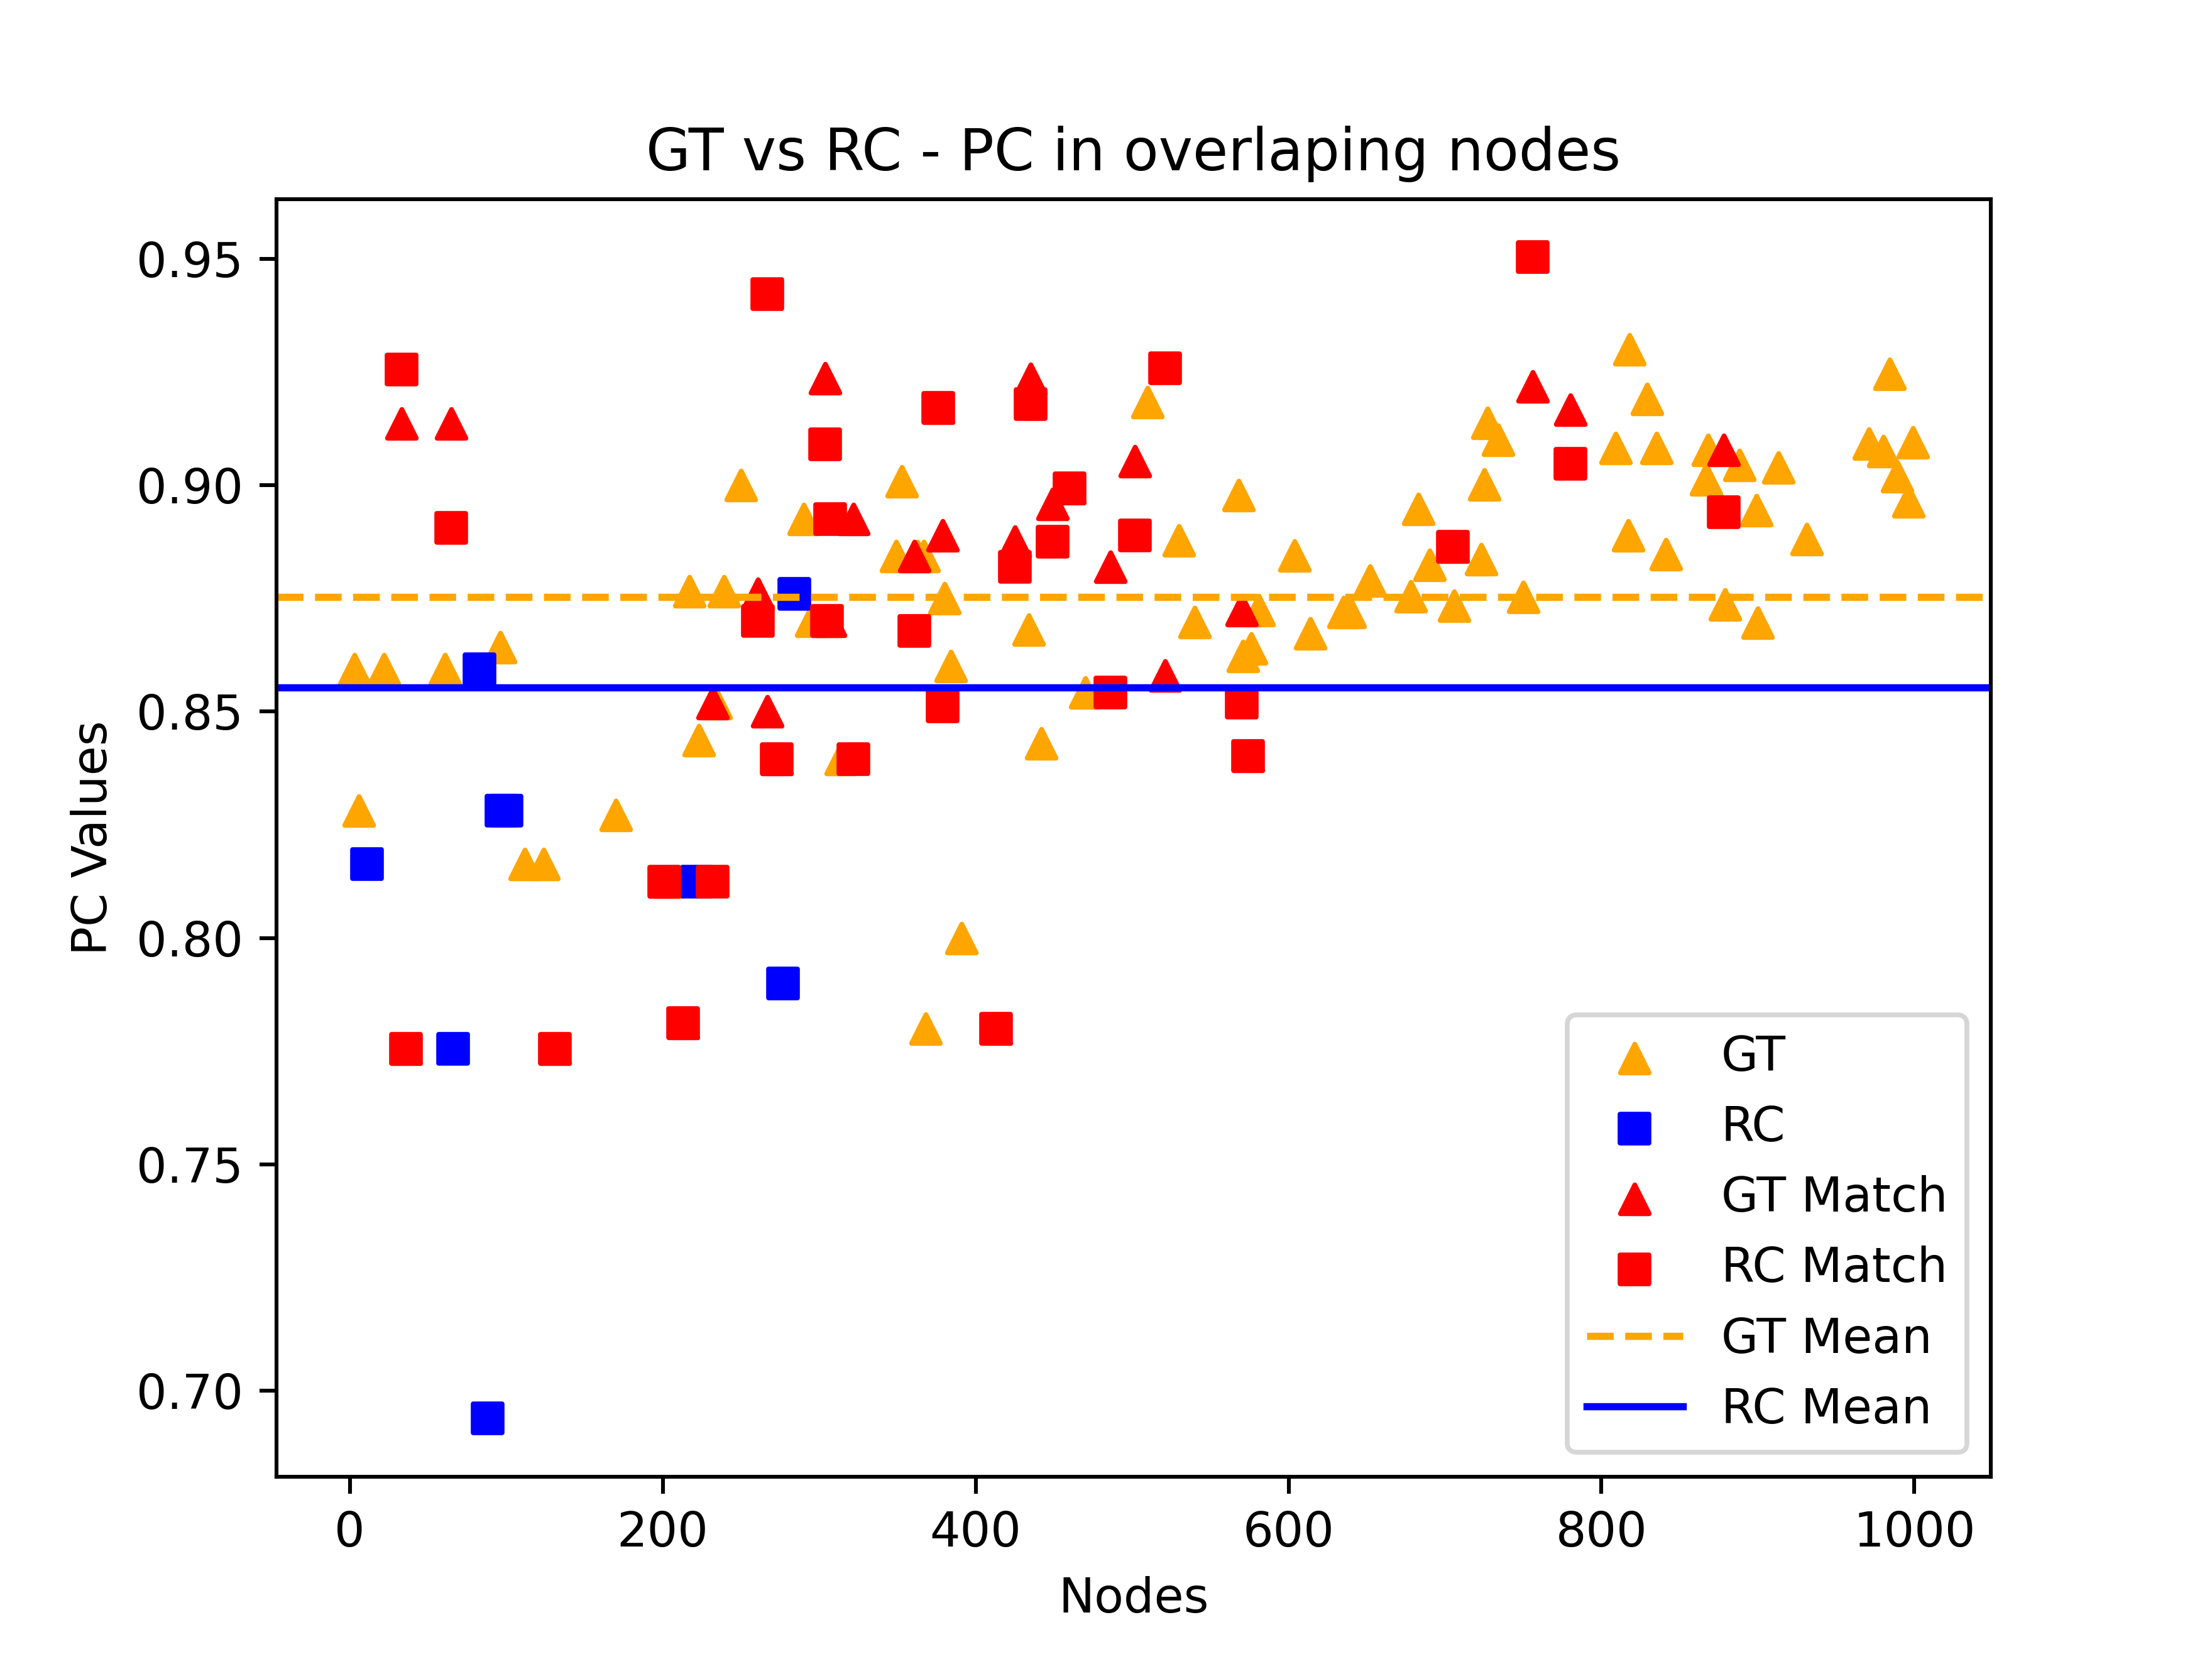 GT vs RC - PC in overlaping nodes
0.95
0.90
0.85
0.80
0.75
0.70
PC Values
0 200 400 600 800 1000
Nodes
GT
RC
GT Match
RC Match
GT Mean
RC Mean